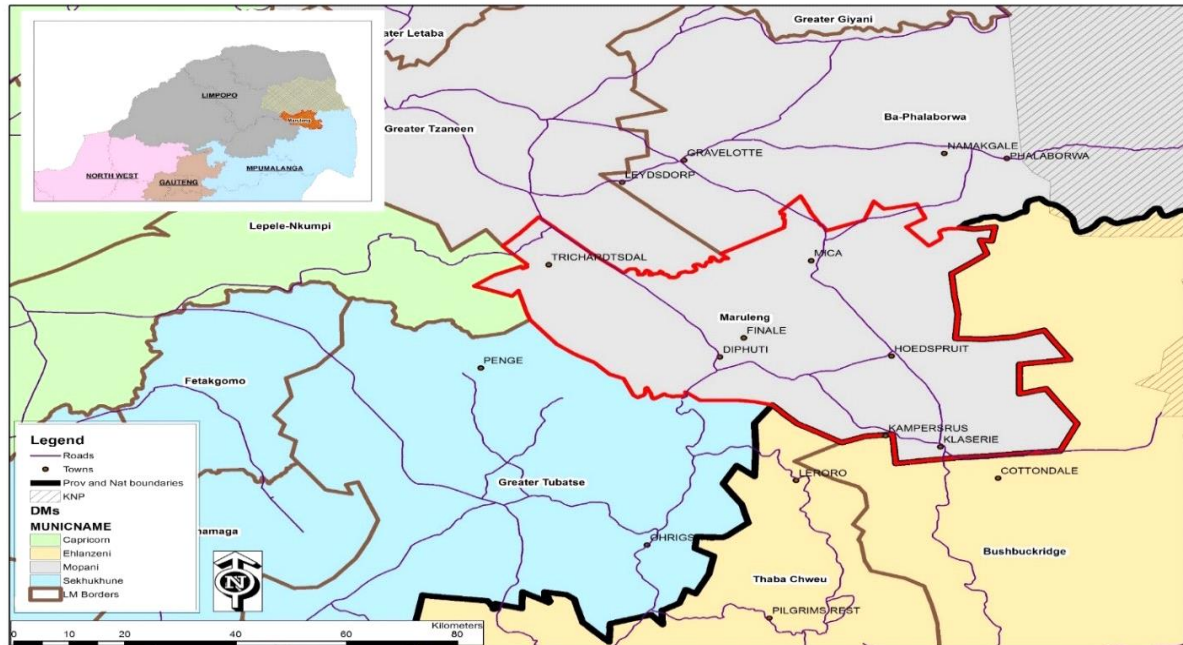 Greater Giyani
LIMPOPO
Maruleng
NORTH WEST
GAUTENG
MPUMALANGA
Greater Tzaneen
Ba-Phalaborwa
GRAVELOTTE
NAMAKGALE
PHALABORWA
LEYDSDORP
Lepele-Nkumpi
TRICHARDTSDAL
MICA
Maruleng
FINALE
DIPHUTI
HOEDSPRUIT
PENGE
Fetakgomo
KAMPERSRUS
KLASERIE
LERORO
COTTONDALE
Greater Tubatse
Bushbuckridge
Thaba Chweu
PILGRIMS REST
Legend
Roads
Towns
Prov and Nat boundaries
KNP
DMs
MUNICNAME
Capricorn
Ehlanzeni
Mopani
Sekhukhune
LM Borders
N
Kilometers
0 10 20 40 60 80